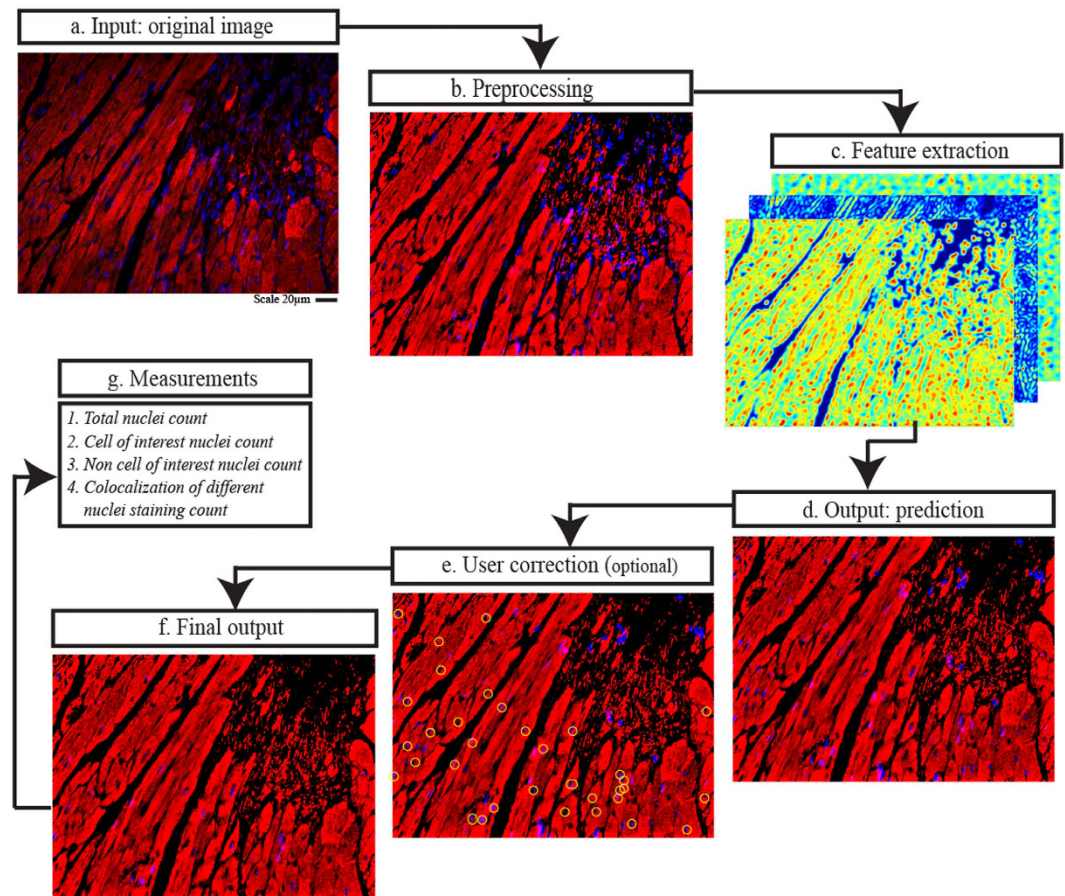 a. Input: original image
b. Preprocessing
c. Feature extraction
Scale 20μm
g. Measurements
1. Total nuclei count
2. Cell of interest nuclei count
3. Non cell of interest nuclei count
4. Colocalization of different
nuclei staining count
d. Output: prediction
e. User correction (optional)
f. Final output